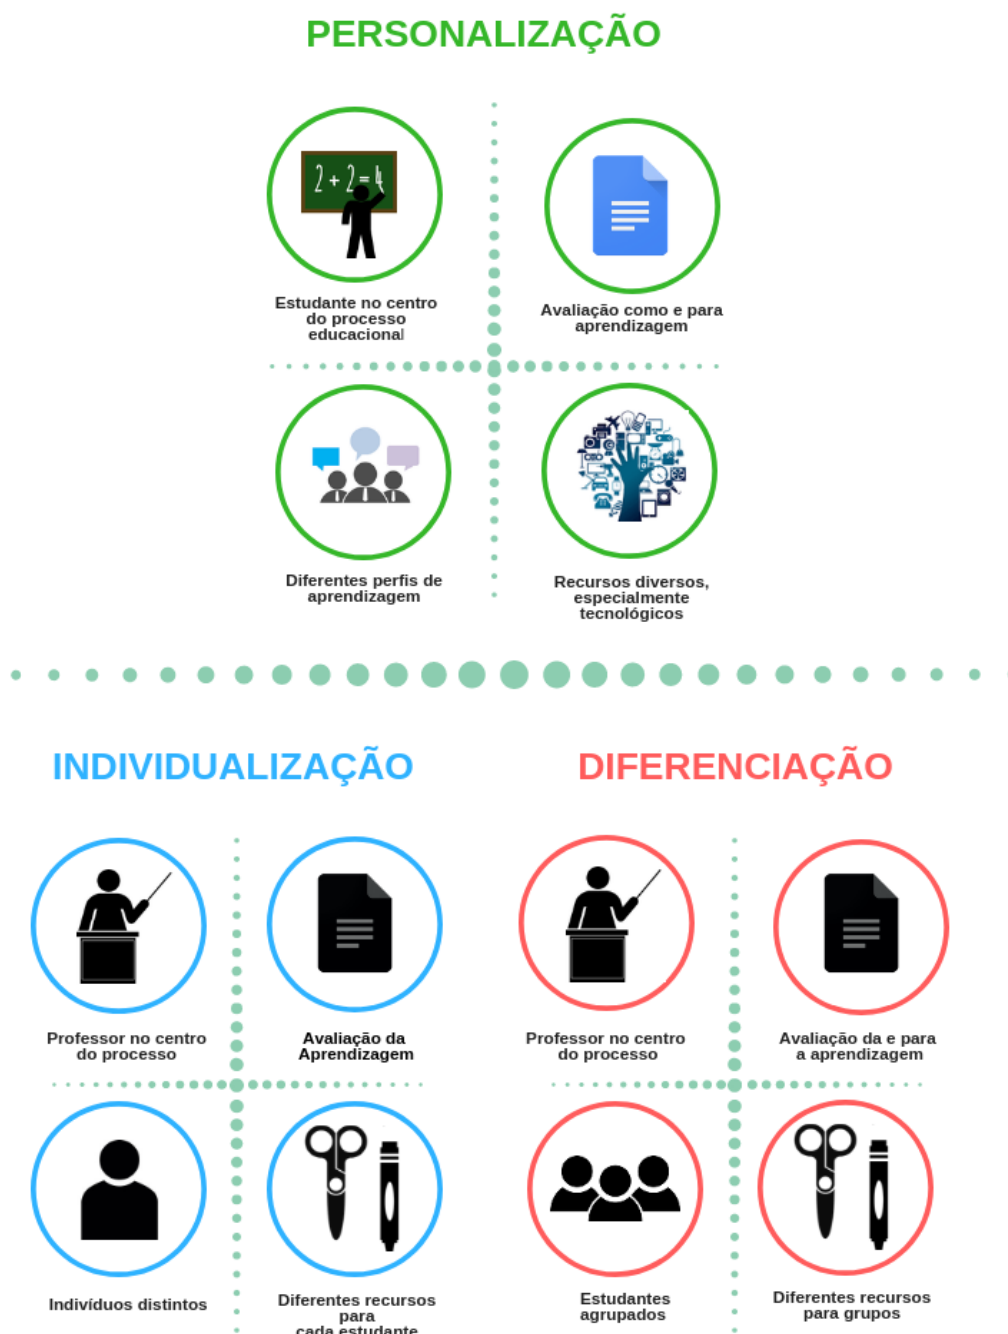 PERSONALIZAÇÃO
2 + 2 = 4
Estudante no centro
do processo
educacional
Avaliação como e para
aprendizagem
Diferentes perfis de
aprendizagem
Recursos diversos,
especialmente
tecnológicos
INDIVIDUALIZAÇÃO
Professor no centro
do processo
Avaliação da
Aprendizagem
Indivíduos distintos
Diferentes recursos
para
cada estudante
DIFERENCIAÇÃO
Professor no centro
do processo
Avaliação da e para
a aprendizagem
Estudantes
agrupados
Diferentes recursos
para grupos